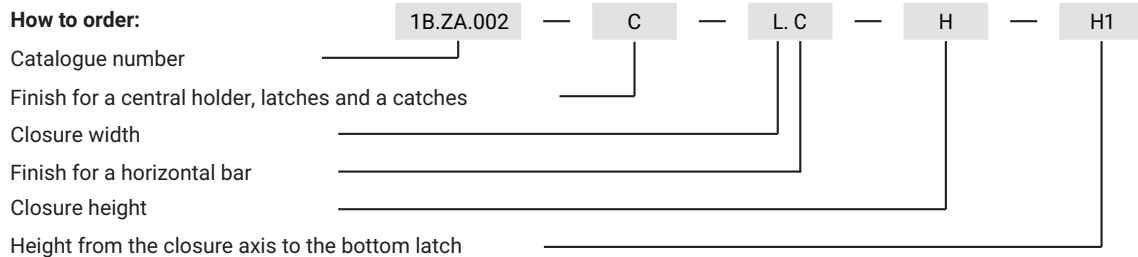 How to order: 1B.ZA.002 — C — L. C — H — H1
Catalogue number
Finish for a central holder, latches and a catches
Closure width
Finish for a horizontal bar
Closure height
Height from the closure axis to the bottom latch